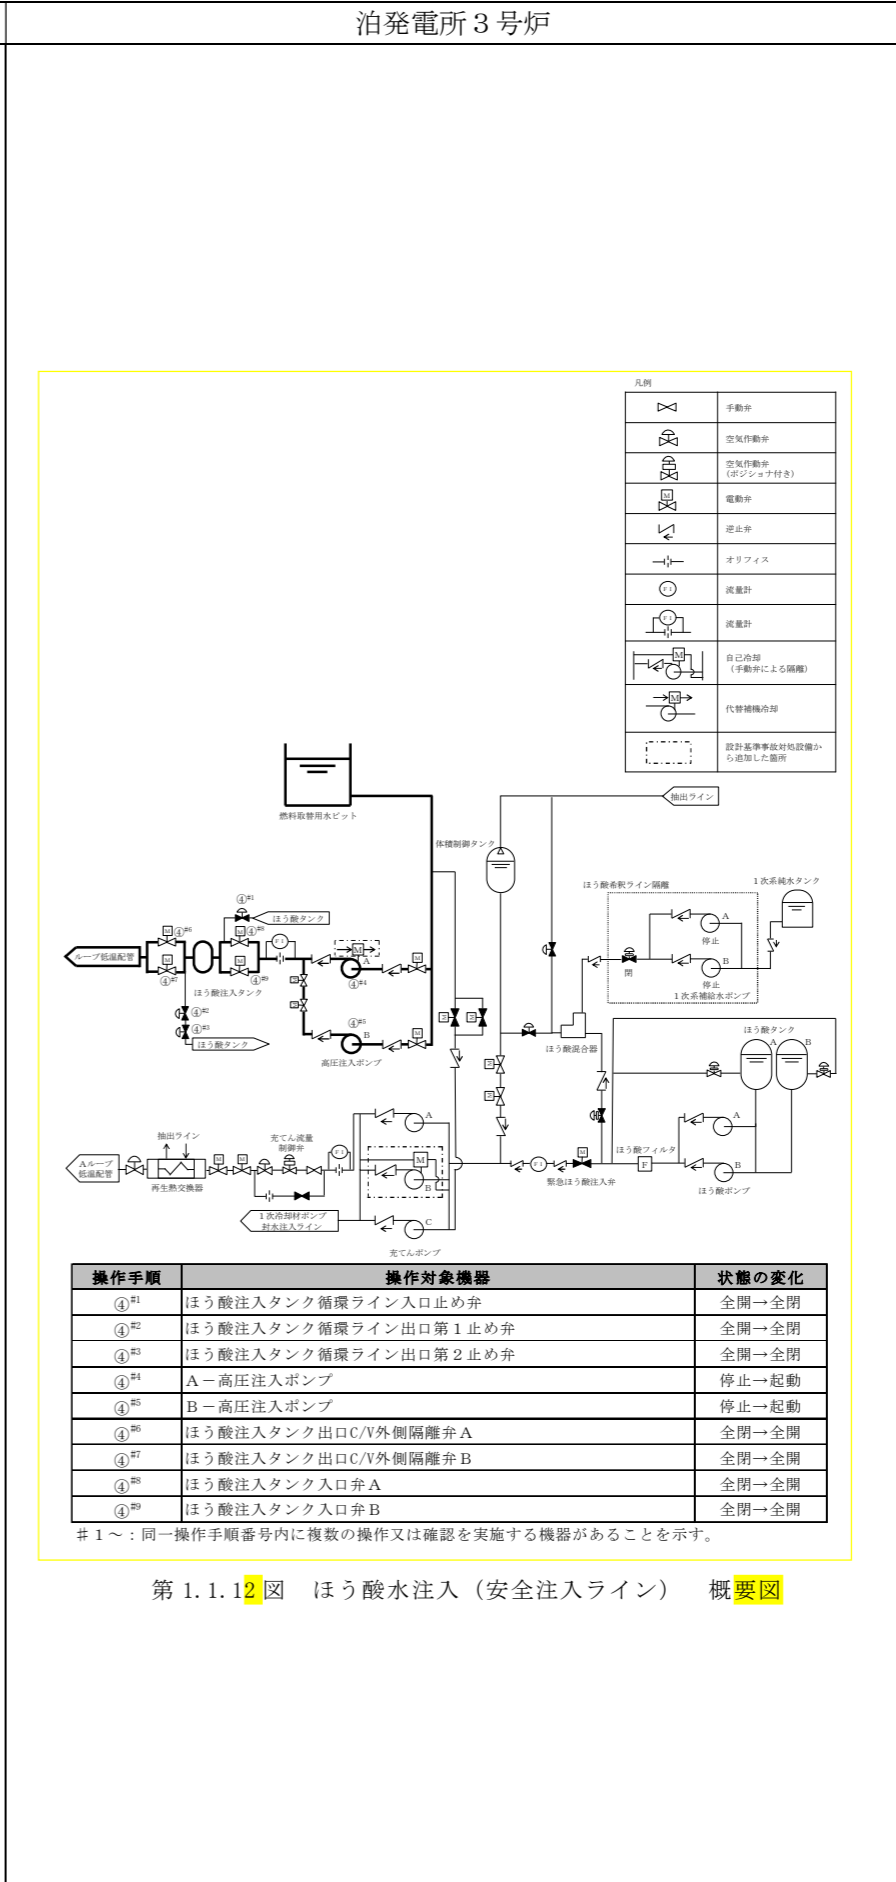 泊発電所３号炉
凡例
手動弁
空気作動弁
空気作動弁
(ポジショナ付き)
M
電動弁
逆止弁
オリフィス
FI
流量計
FI
流量計
M
自己冷却
(手動弁による隔離)
M
代替補機冷却
設計基準事故対処設備か
ら追加した箇所
抽出ライン
燃料取替用水ピット
体積制御タンク
ほう酸希釈ライン隔離
１次系純水タンク
A
停止
B
停止
閉
１次系補給水ポンプ
④#1
ほう酸タンク
M
④#6
M
④#8
FI
M
A
M
ループ低温配管
M
④#7
M
④#9
④#4
ほう酸注入タンク
④#2
④#3
ほう酸タンク
M
M
④#5
B
M
高圧注入ポンプ
M
M
M
M
ほう酸混合器
ほう酸タンク
A
B
抽出ライン
充てん流量
制御弁
Aループ
低温配管
再生熱交換器
M
M
FI
A
M
B
C
１次冷却材ポンプ
封水注入ライン
充てんポンプ
FI
M
緊急ほう酸注入弁
ほう酸フィルタ
F
A
B
ほう酸ポンプ
操作手順 操作対象機器 状態の変化
④#1 ほう酸注入タンク循環ライン入口止め弁 全開→全閉
④#2 ほう酸注入タンク循環ライン出口第１止め弁 全開→全閉
④#3 ほう酸注入タンク循環ライン出口第２止め弁 全開→全閉
④#4 Ａ－高圧注入ポンプ 停止→起動
④#5 Ｂ－高圧注入ポンプ 停止→起動
④#6 ほう酸注入タンク出口C/V外側隔離弁Ａ 全閉→全開
④#7 ほう酸注入タンク出口C/V外側隔離弁Ｂ 全閉→全開
④#8 ほう酸注入タンク入口弁Ａ 全閉→全開
④#9 ほう酸注入タンク入口弁Ｂ 全閉→全開
＃１～：同一操作手順番号内に複数の操作又は確認を実施する機器があることを示す。
第 1.1.12 図　ほう酸水注入（安全注入ライン）　概要図